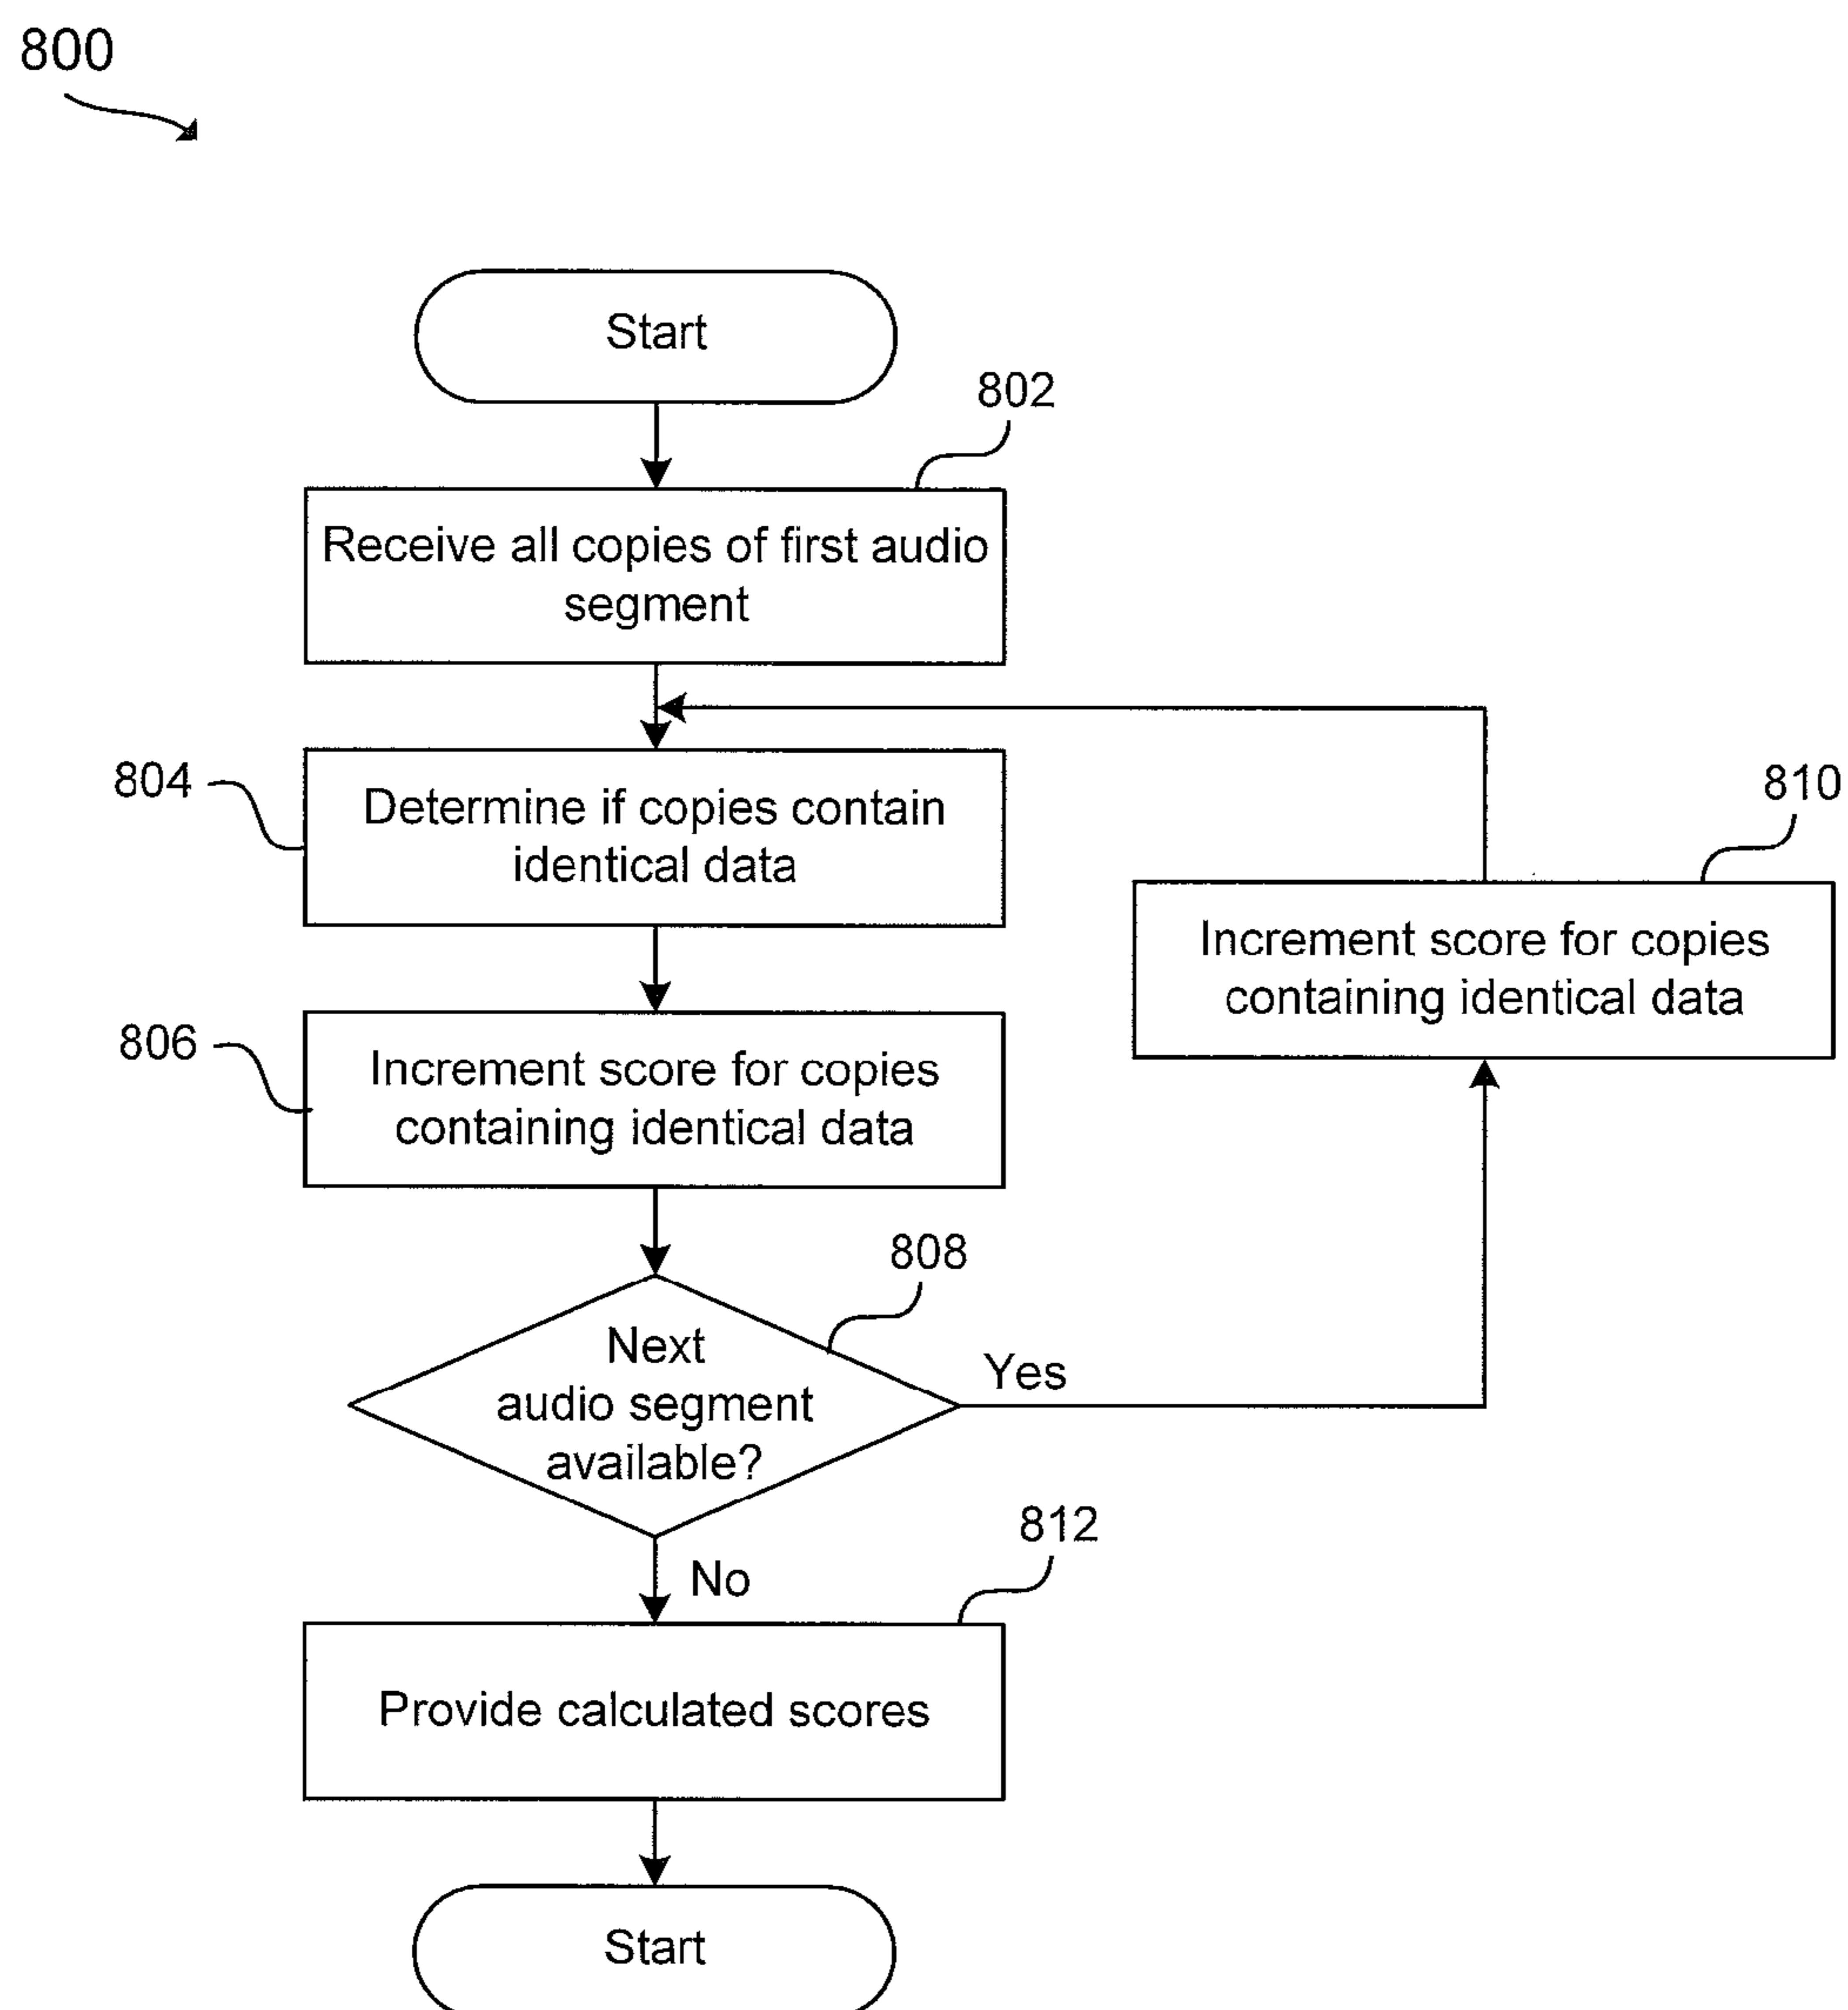 800
Start
802
Receive all copies of first audio
segment
804
Determine if copies contain
identical data
810
Increment score for copies
containing identical data
806
Increment score for copies
containing identical data
808
Next
audio segment
available?
Yes
812
No
Provide calculated scores
Start